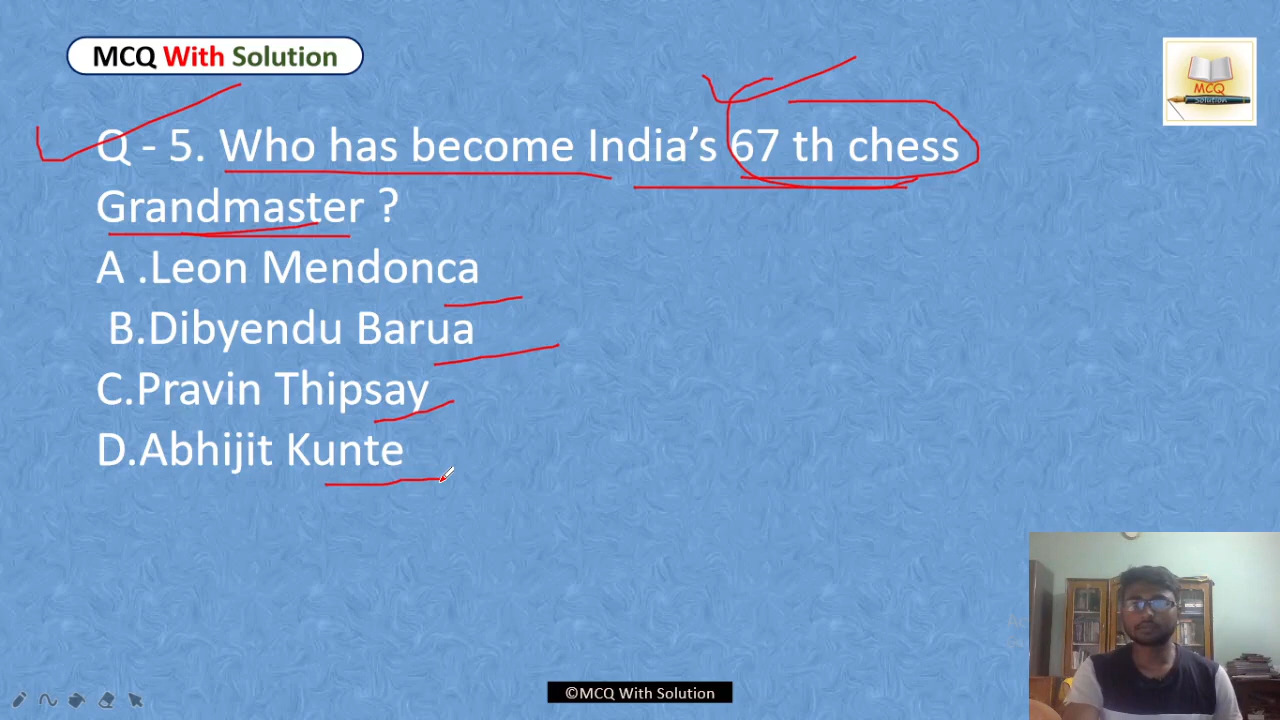 MCQ With Solution
MCQ
Solution
Q - 5. Who has become India’s 67 th chess
Grandmaster ?
A .Leon Mendonca
B.Dibyendu Barua
C.Pravin Thipsay
D.Abhijit Kunte
©MCQ With Solution